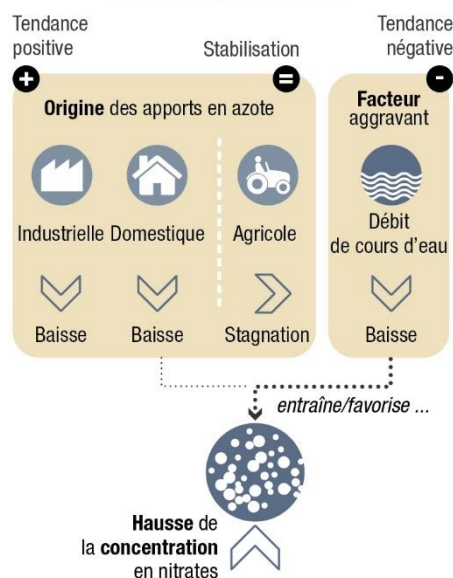 Tendance
positive
Stabilisation
Tendance
négative
+
=
-
Origine des apports en azote
Facteur
aggravant
Industrielle
Domestique
Agricole
Débit
de cours d’eau
Baisse
Baisse
Stagnation
Baisse
entraîne/favorise ...
Hausse de
la concentration
en nitrates